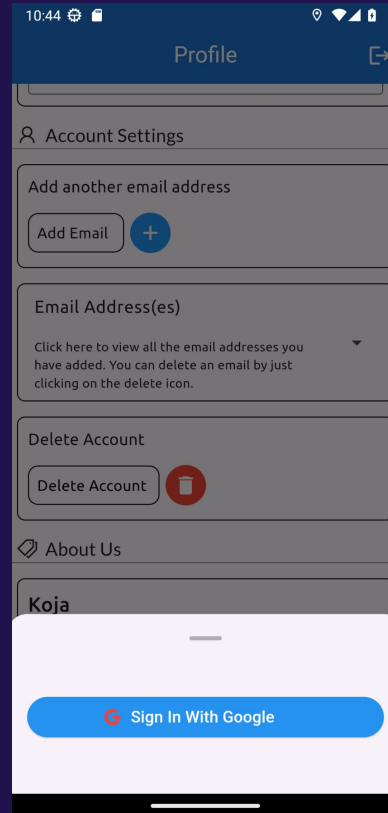 10:44
Profile
Account Settings
Add another email address
Add Email
Email Address(es)
Click here to view all the email addresses you
have added. You can delete an email by just
clicking on the delete icon.
Delete Account
Delete Account
About Us
Koja
Sign In With Google